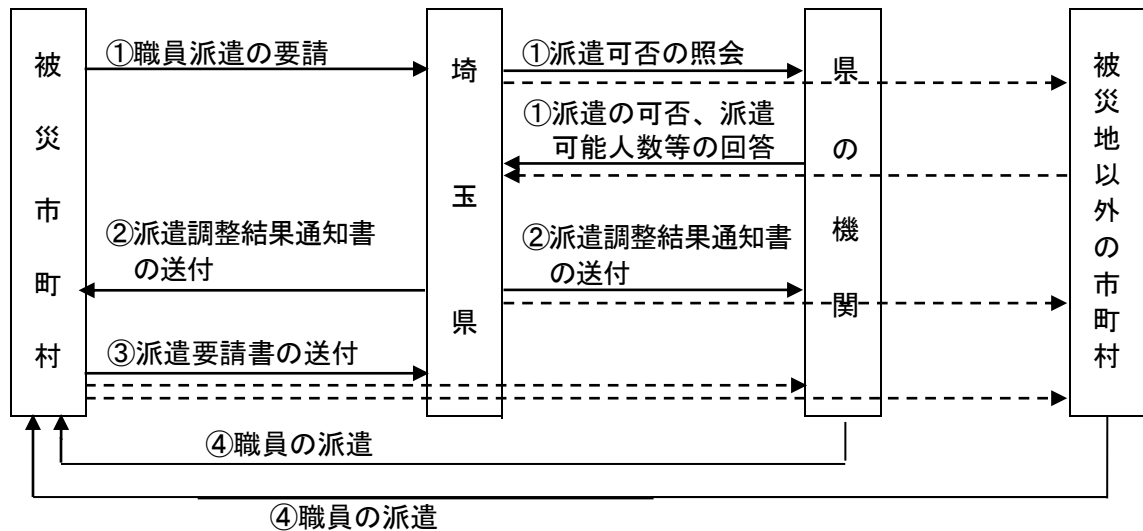 被災市町村
①職員派遣の要請
②派遣調整結果通知書
の送付
③派遣要請書の送付
埼玉県
①派遣可否の照会
①派遣の可否、派遣
可能人数等の回答
②派遣調整結果通知書
の送付
県の機関
被災地以外の市町村
④職員の派遣
④職員の派遣